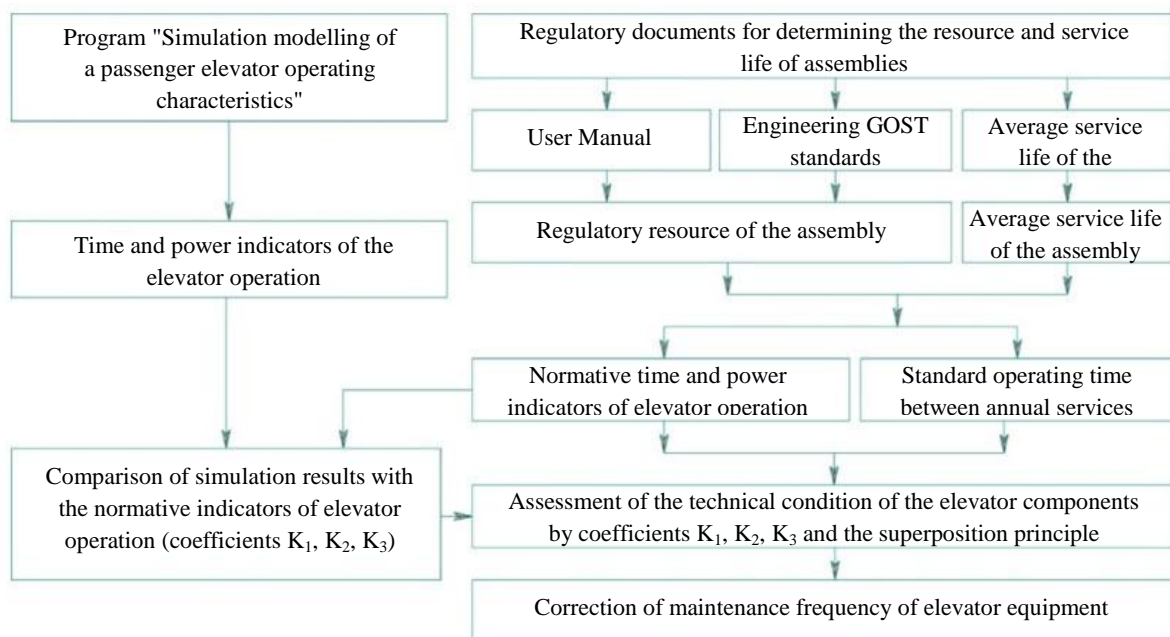 Program "Simulation modelling of
a passenger elevator operating
characteristics"
Regulatory documents for determining the resource and service
life of assemblies
User Manual
Engineering GOST
standards
Average service
life of the
Time and power indicators of the
elevator operation
Regulatory resource of the assembly
Average service life
of the assembly
Normative time and power
indicators of elevator operation
Standard operating time
between annual services
Comparison of simulation results with
the normative indicators of elevator
operation (coefficients K₁, K₂, K₃)
Assessment of the technical condition of the elevator components
by coefficients K₁, K₂, K₃ and the superposition principle
Correction of maintenance frequency of elevator equipment